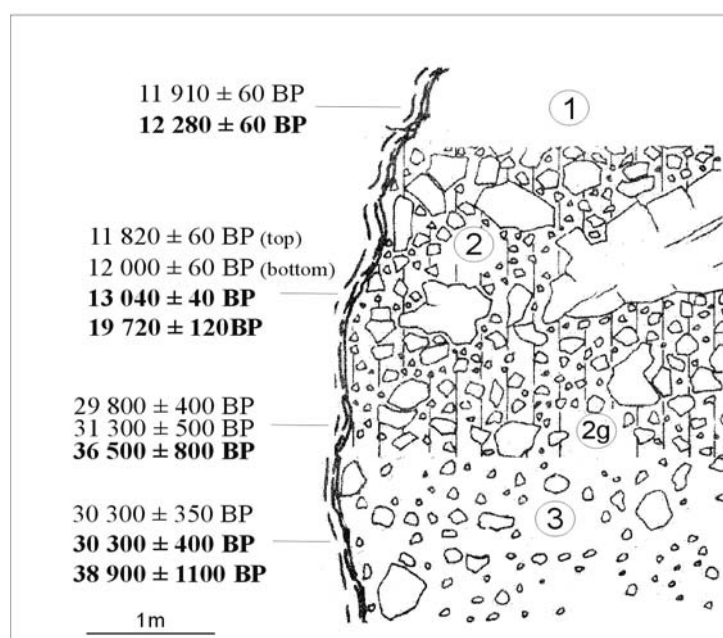 11 910 ± 60 BP
12 280 ± 60 BP
1
11 820 ± 60 BP (top)
12 000 ± 60 BP (bottom)
13 040 ± 40 BP
19 720 ± 120BP
2
29 800 ± 400 BP
31 300 ± 500 BP
36 500 ± 800 BP
2g
30 300 ± 350 BP
30 300 ± 400 BP
38 900 ± 1100 BP
3
1m